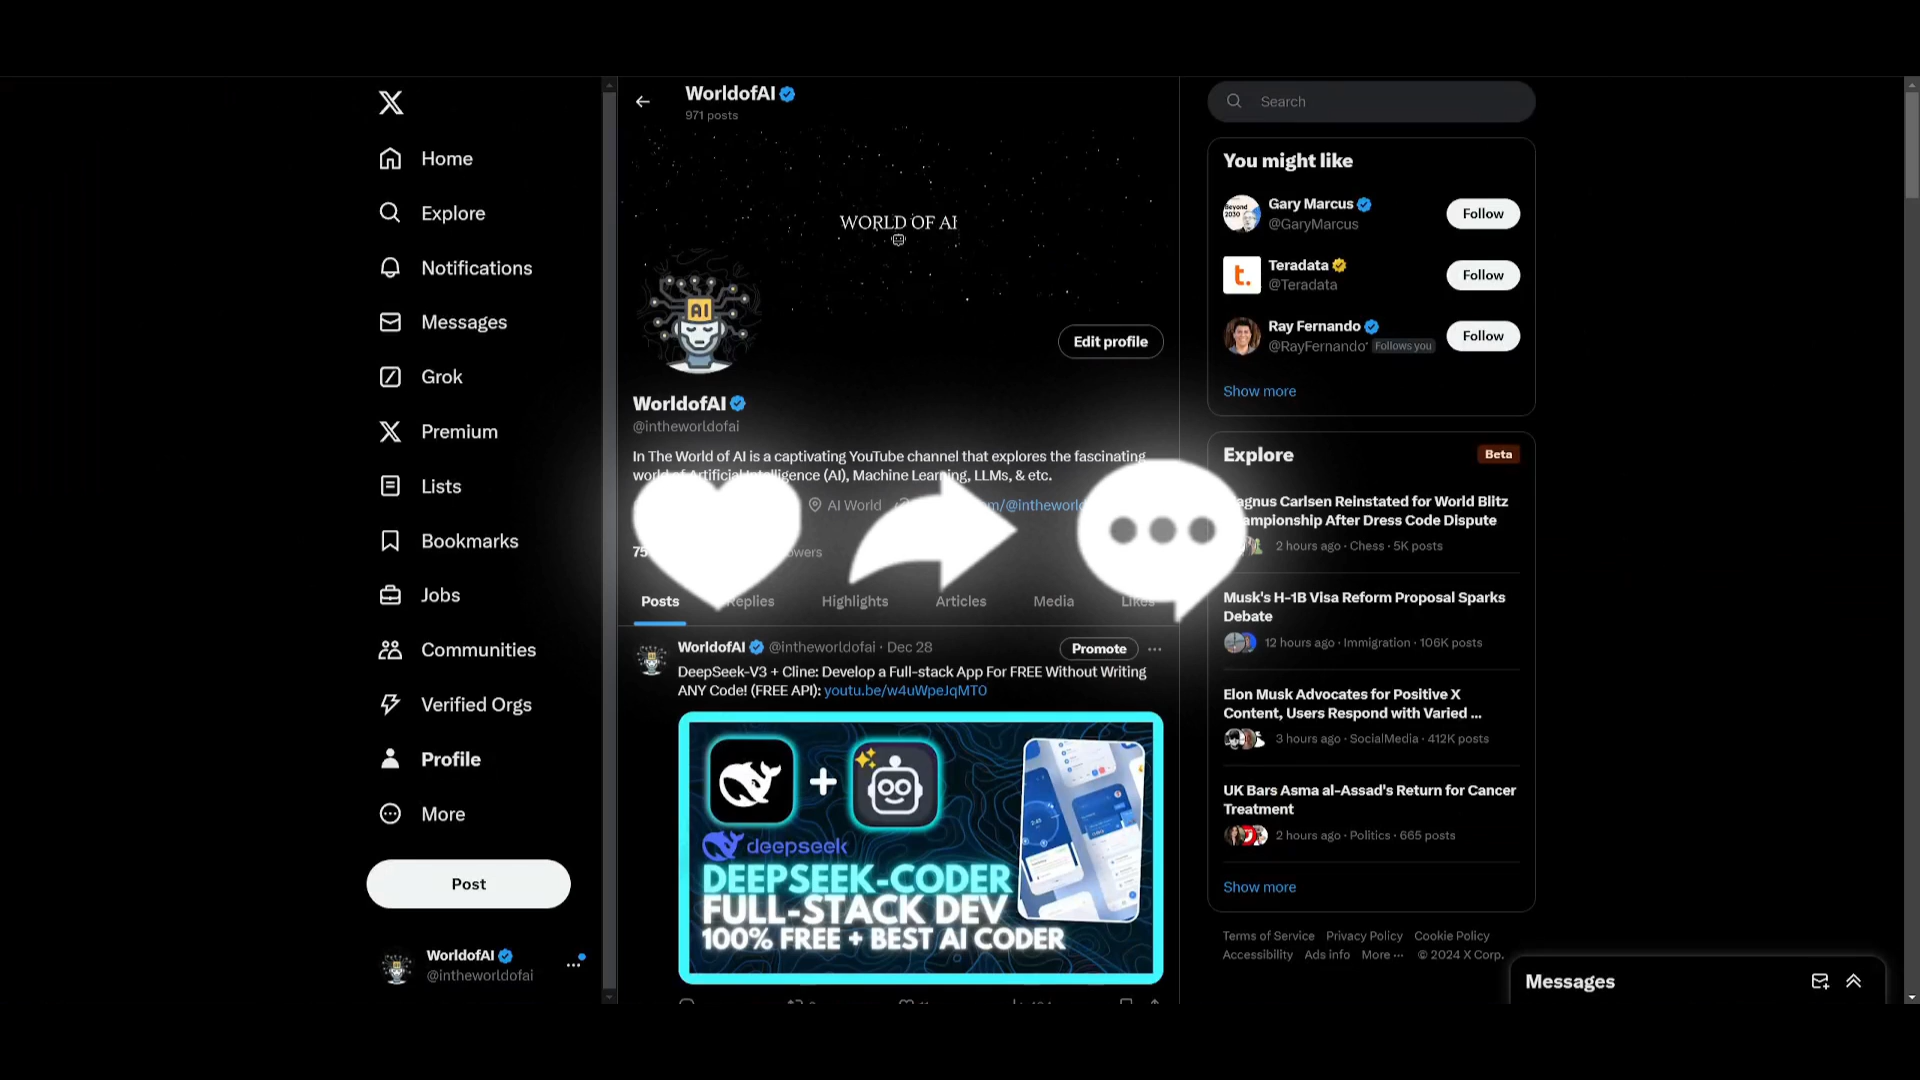 Home
Explore
Notifications
Messages
Grok
Premium
Lists
Bookmarks
Jobs
Communities
Verified Orgs
Profile
More
Post
WorldofAI
@intheworldofai
WorldofAI
971 posts
WORLD OF AI
AI
Edit profile
WorldofAI
@intheworldofai
In The World of AI is a captivating YouTube channel that explores the fascinating
world of Artificial Intelligence (AI), Machine Learning, LLMs, & etc.
AI World
Posts
Replies
Highlights
Articles
Media
Likes
WorldofAI @intheworldofai · Dec 28
Promote
DeepSeek-V3 + Cline: Develop a Full-stack App For FREE Without Writing
ANY Code! (FREE API): youtu.be/w4uWpeJqMT0
+
deepseek
DEEPSEEK-CODER
FULL-STACK DEV
100% FREE + BEST AI CODER
Search
You might like
Gary Marcus
@GaryMarcus
Follow
Teradata
@Teradata
Follow
Ray Fernando
Follows you
Follow
Show more
Explore
Beta
Carlsen Reinstated for World Blitz
After Dress Code Dispute
2 hours ago · Chess · 5K posts
Musk's H-1B Visa Reform Proposal Sparks
Debate
12 hours ago · Immigration · 106K posts
Elon Musk Advocates for Positive X
Content, Users Respond with Varied ...
3 hours ago · SocialMedia · 412K posts
UK Bars Asma al-Assad's Return for Cancer
Treatment
2 hours ago · Politics · 665 posts
Show more
Terms of Service Privacy Policy Cookie Policy
Accessibility Ads info More ··· © 2024 X Corp.
Messages